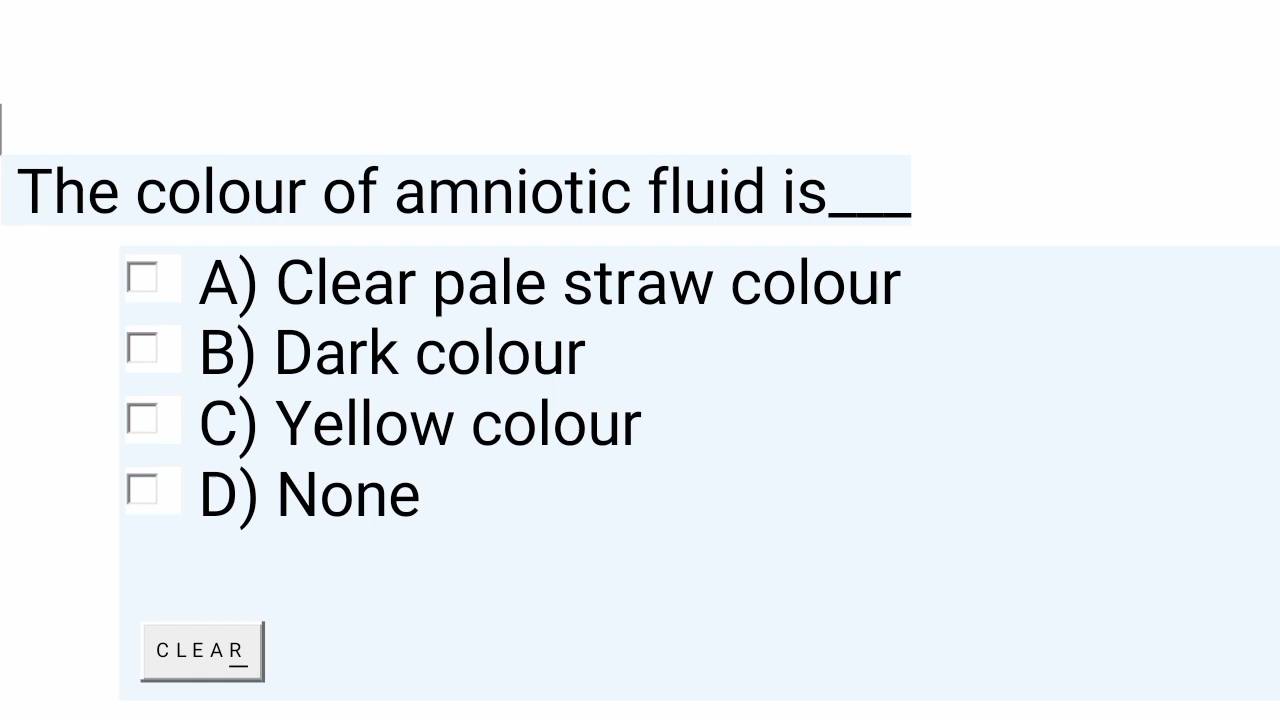 The colour of amniotic fluid is___
A) Clear pale straw colour
B) Dark colour
C) Yellow colour
D) None
CLEAR